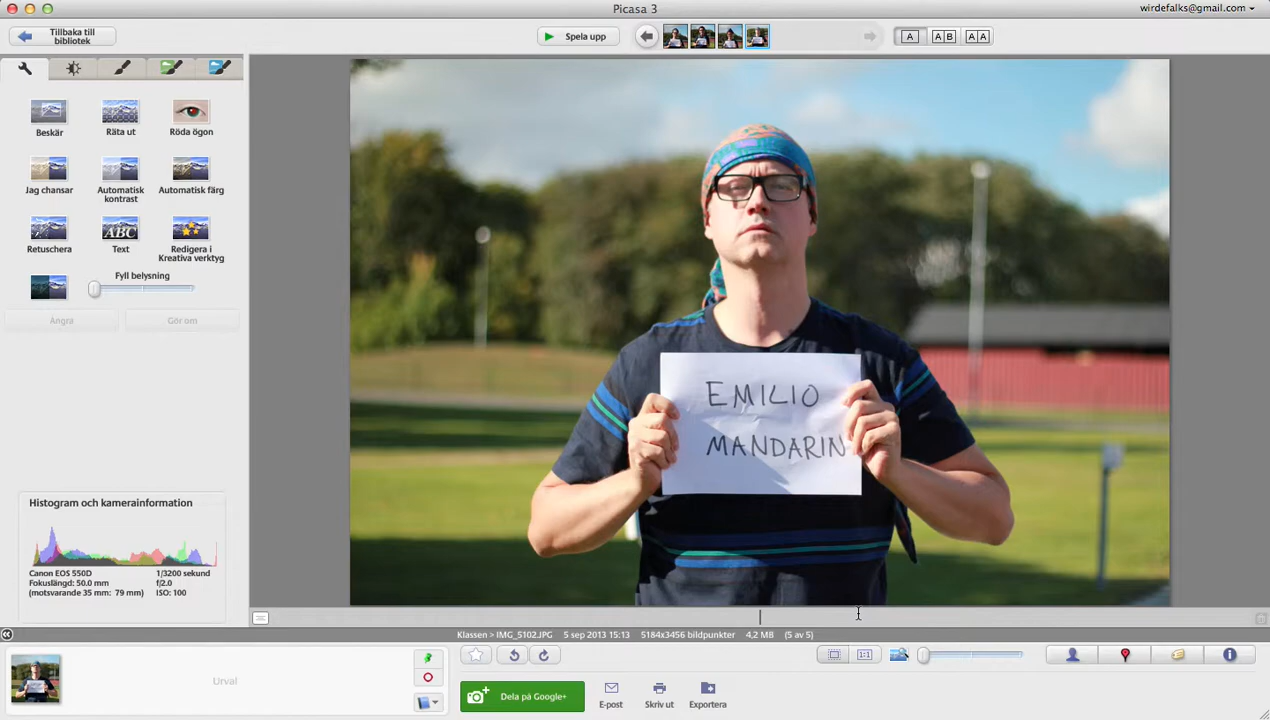 Picasa 3
wirdefalks@gmail.com
Tillbaka till
bibliotek
Spela upp
A
A B
A A
Beskär
Räta ut
Röda ögon
Jag chansar
Automatisk
kontrast
Automatisk färg
Retuschera
ABC
Text
Redigera i
Kreativa verktyg
Fyll belysning
Ångra
Gör om
EMILIO
MANDARIN
Histogram och kamerainformation
Canon EOS 550D
1/3200 sekund
Fokuslängd: 50.0 mm
f/2.0
(motsvarande 35 mm: 79 mm)
ISO: 100
Klassen > IMG_5102.JPG 5 sep 2013 15:13 5184x3456 bildpunkter 4,2 MB (5 av 5)
1:1
Urval
Dela på Google+
E-post
Skriv ut
Exportera